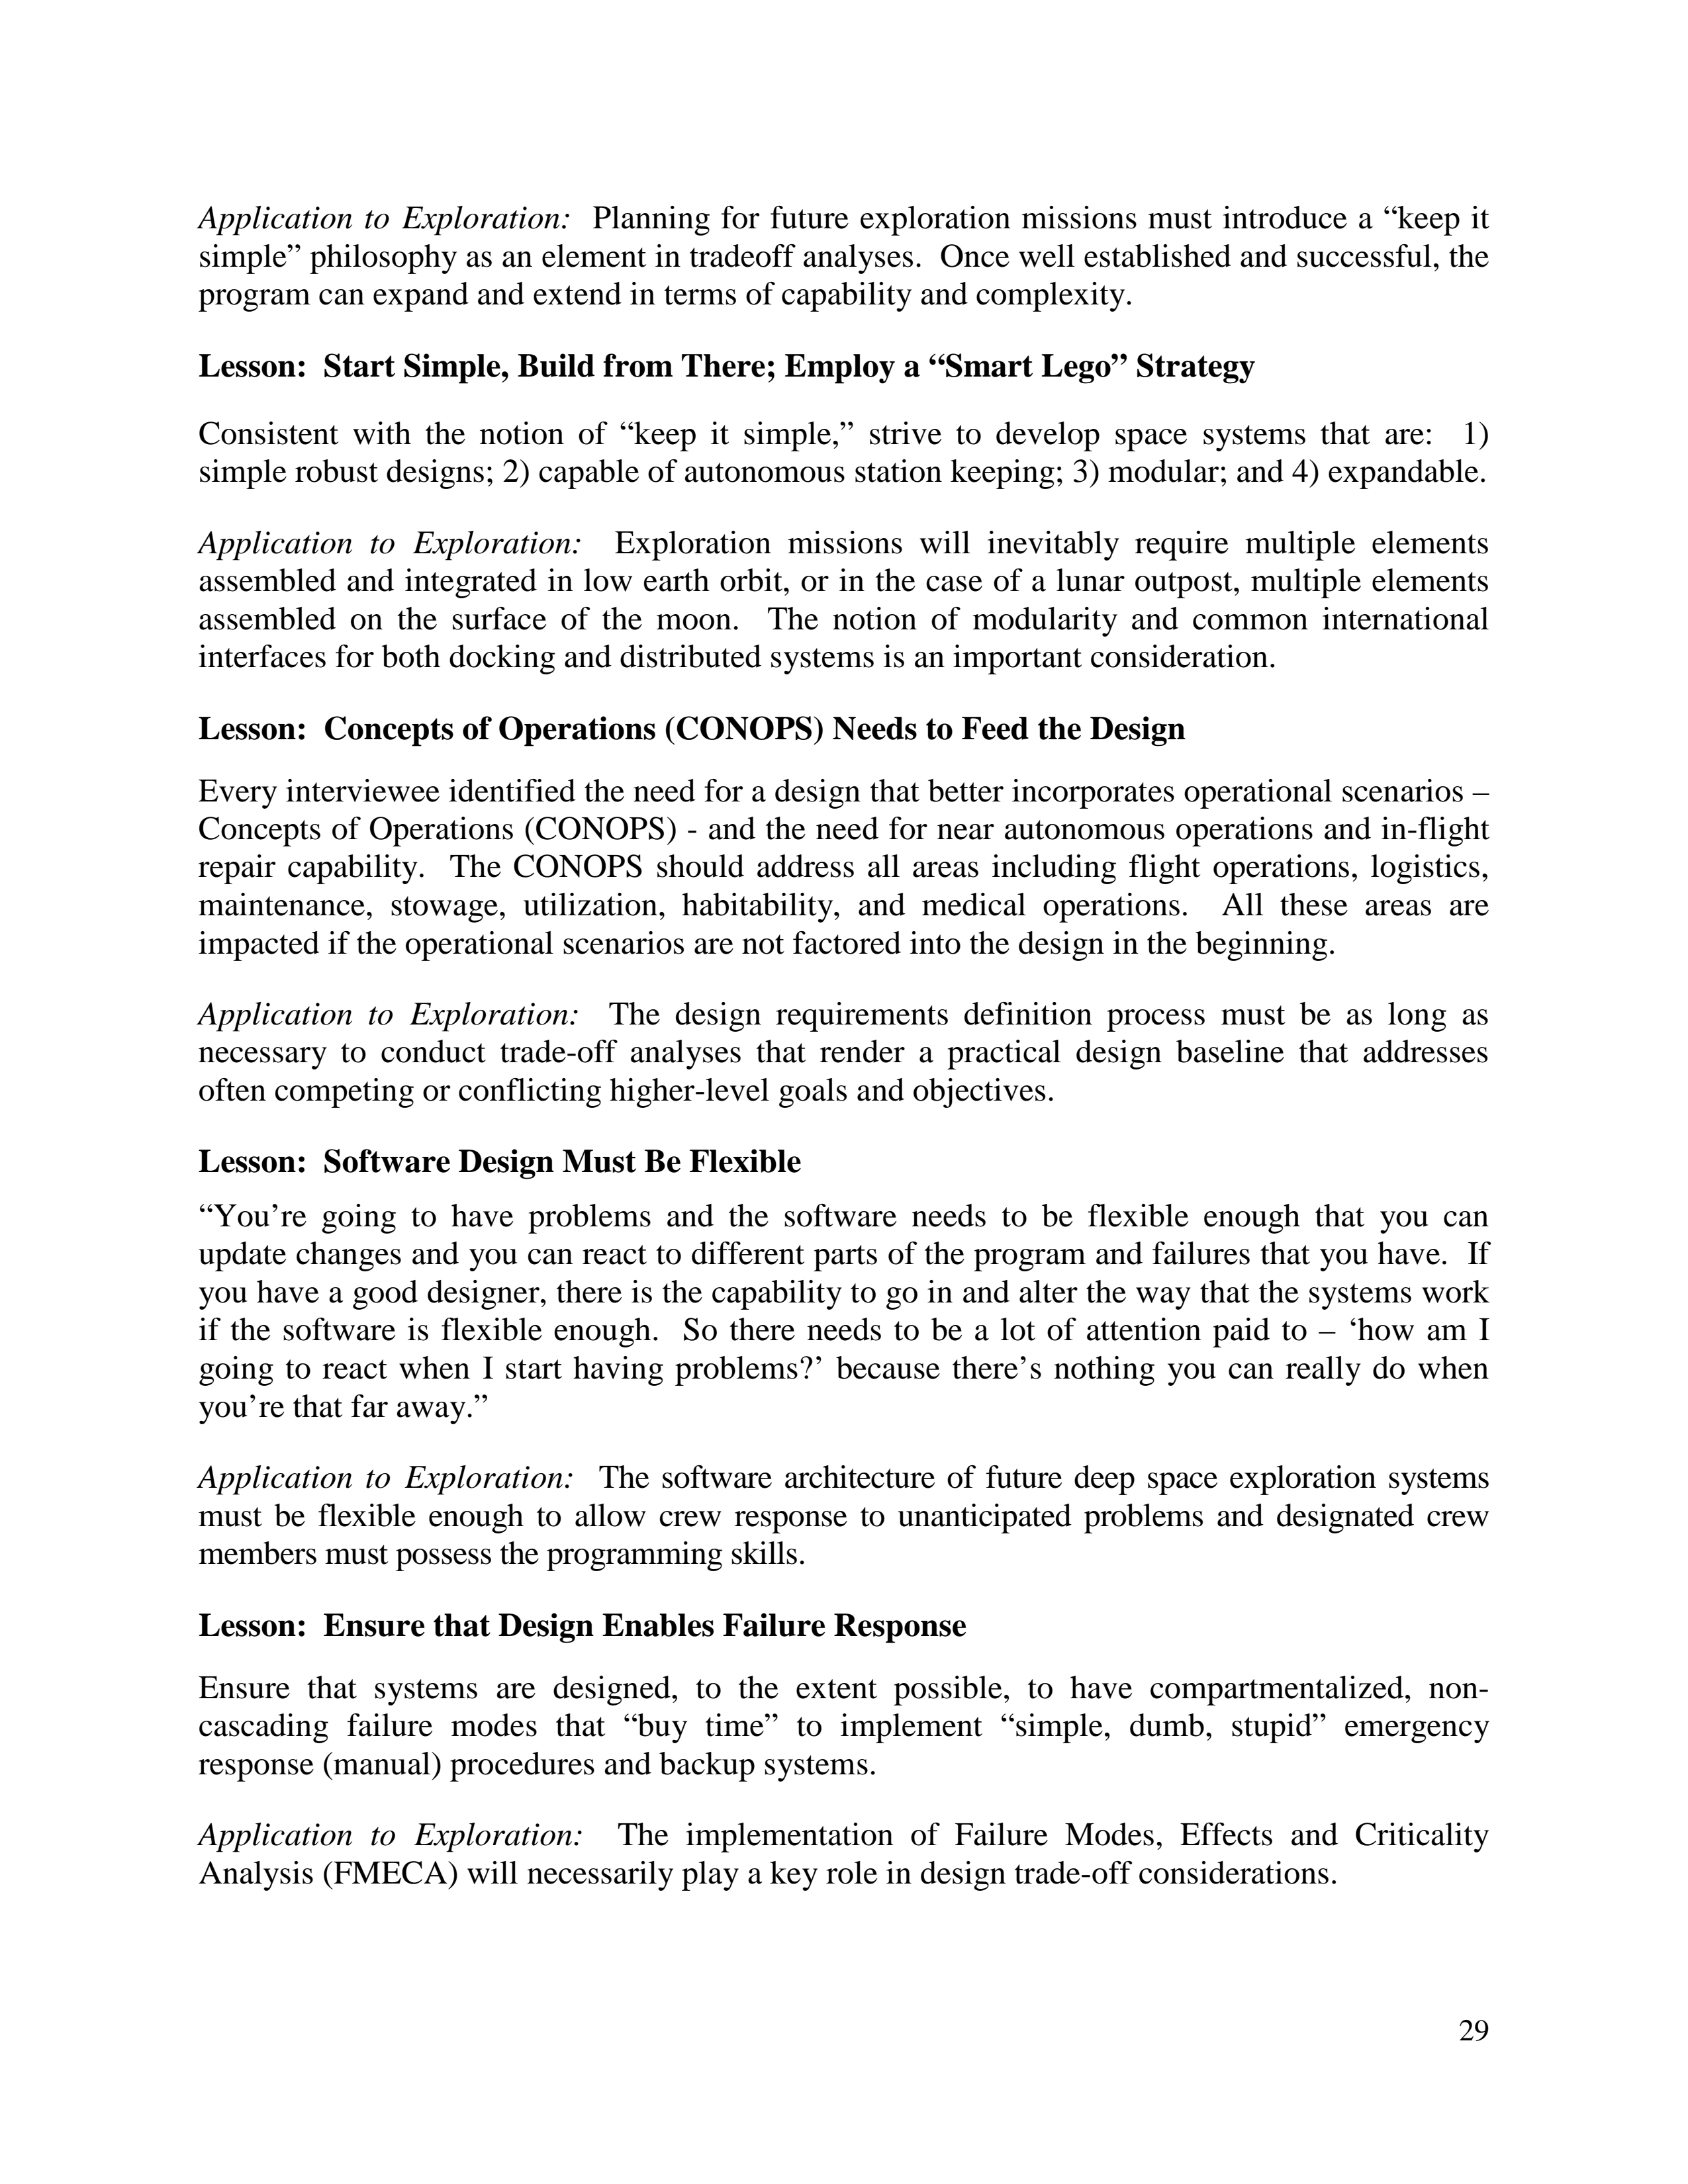 Application to Exploration:  Planning for future exploration missions must introduce a “keep it
simple” philosophy as an element in tradeoff analyses.  Once well established and successful, the
program can expand and extend in terms of capability and complexity.
Lesson:  Start Simple, Build from There; Employ a “Smart Lego” Strategy
Consistent with the notion of “keep it simple,” strive to develop space systems that are:  1)
simple robust designs; 2) capable of autonomous station keeping; 3) modular; and 4) expandable.
Application to Exploration:  Exploration missions will inevitably require multiple elements
assembled and integrated in low earth orbit, or in the case of a lunar outpost, multiple elements
assembled on the surface of the moon.  The notion of modularity and common international
interfaces for both docking and distributed systems is an important consideration.
Lesson:  Concepts of Operations (CONOPS) Needs to Feed the Design
Every interviewee identified the need for a design that better incorporates operational scenarios –
Concepts of Operations (CONOPS) - and the need for near autonomous operations and in-flight
repair capability.  The CONOPS should address all areas including flight operations, logistics,
maintenance, stowage, utilization, habitability, and medical operations.  All these areas are
impacted if the operational scenarios are not factored into the design in the beginning.
Application to Exploration:  The design requirements definition process must be as long as
necessary to conduct trade-off analyses that render a practical design baseline that addresses
often competing or conflicting higher-level goals and objectives.
Lesson:  Software Design Must Be Flexible
“You’re going to have problems and the software needs to be flexible enough that you can
update changes and you can react to different parts of the program and failures that you have.  If
you have a good designer, there is the capability to go in and alter the way that the systems work
if the software is flexible enough.  So there needs to be a lot of attention paid to – ‘how am I
going to react when I start having problems?’ because there’s nothing you can really do when
you’re that far away.”
Application to Exploration:  The software architecture of future deep space exploration systems
must be flexible enough to allow crew response to unanticipated problems and designated crew
members must possess the programming skills.
Lesson:  Ensure that Design Enables Failure Response
Ensure that systems are designed, to the extent possible, to have compartmentalized, non-
cascading failure modes that “buy time” to implement “simple, dumb, stupid” emergency
response (manual) procedures and backup systems.
Application to Exploration:  The implementation of Failure Modes, Effects and Criticality
Analysis (FMECA) will necessarily play a key role in design trade-off considerations.
29